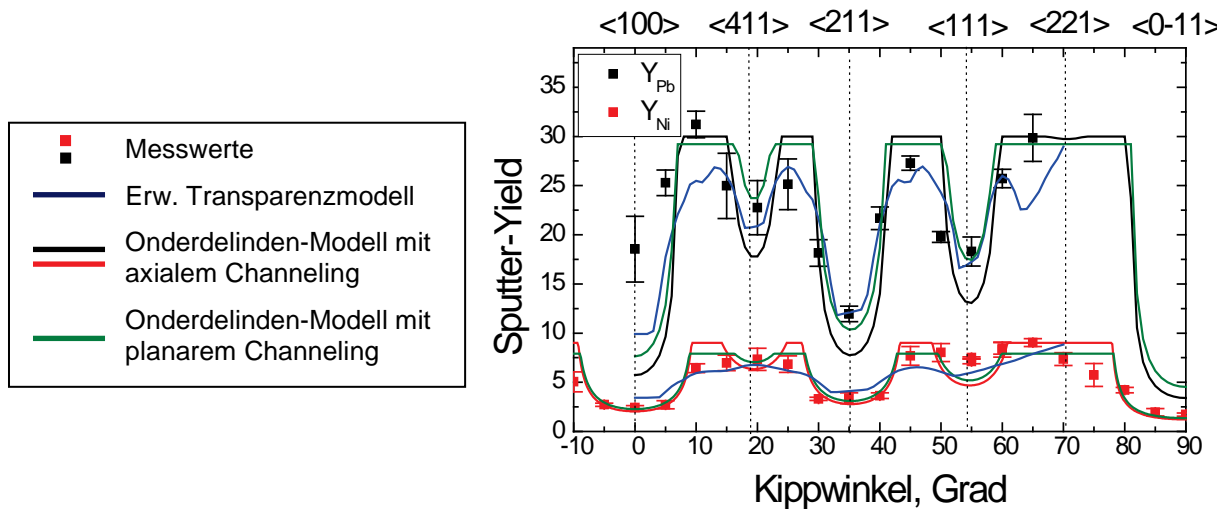 Messwerte
Erw. Transparenzmodell
Onderdelinden-Modell mit
axialem Channeling
Onderdelinden-Modell mit
planarem Channeling
<100> <411> <211> <111> <221> <0-11>
Y_Pb
Y_Ni
Sputter-Yield
35
30
25
20
15
10
5
0
-10 0 10 20 30 40 50 60 70 80 90
Kippwinkel, Grad